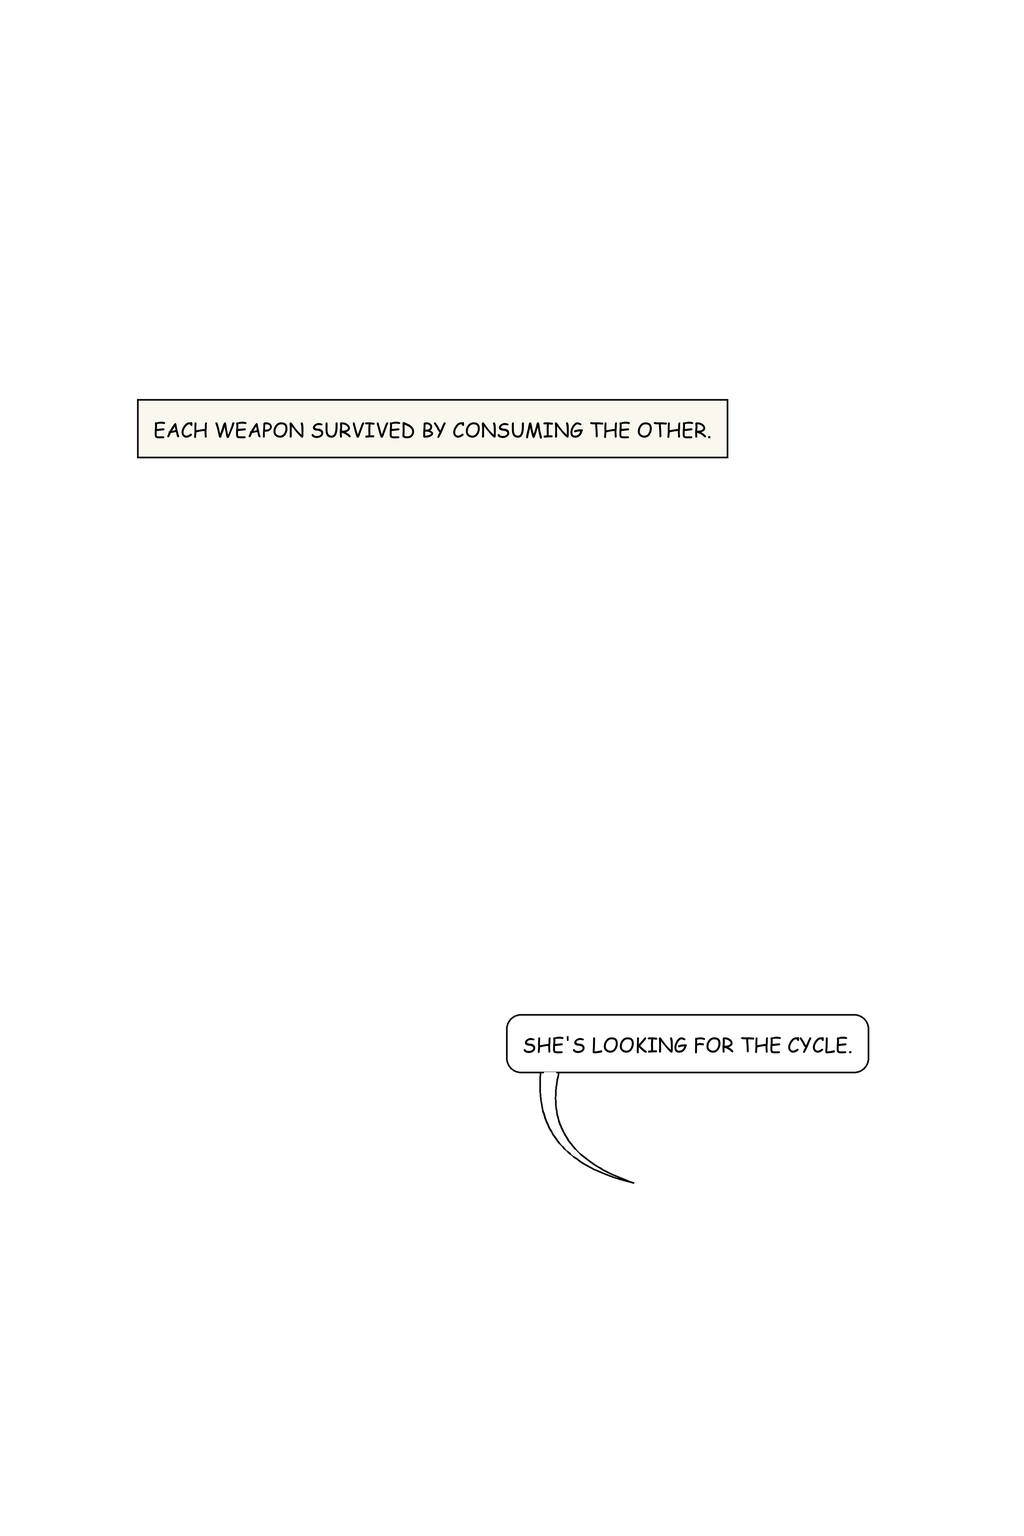 EACH WEAPON SURVIVED BY CONSUMING THE OTHER.
SHE'S LOOKING FOR THE CYCLE.